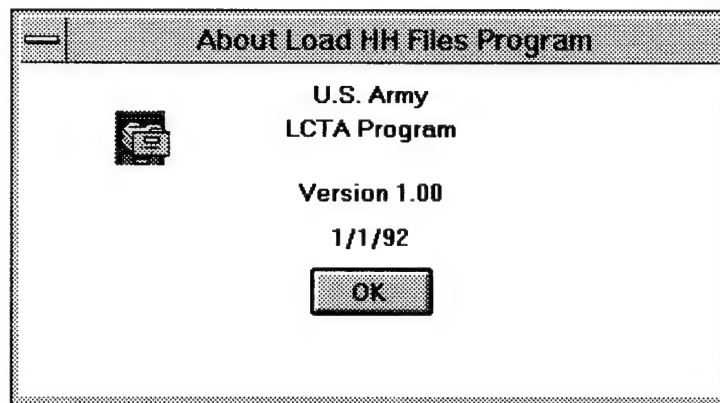 About Load HH Files Program
U.S. Army
LCTA Program
Version 1.00
1/1/92
OK